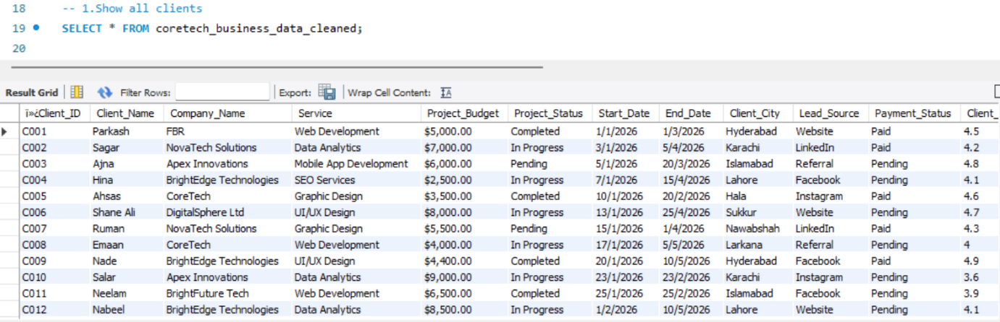 18 -- 1.Show all clients
19 SELECT * FROM coretech_business_data_cleaned;
20
Result Grid Filter Rows: Export: Wrap Cell Content: IA
ï»¿Client_ID Client_Name Company_Name Service Project_Budget Project_Status Start_Date End_Date Client_City Lead_Source Payment_Status Client_
C001 Parkash FBR Web Development $5,000.00 Completed 1/1/2026 1/3/2026 Hyderabad Website Paid 4.5
C002 Sagar NovaTech Solutions Data Analytics $7,000.00 In Progress 3/1/2026 5/4/2026 Karachi LinkedIn Paid 4.2
C003 Ajna Apex Innovations Mobile App Development $6,000.00 Pending 5/1/2026 20/3/2026 Islamabad Referral Pending 4.8
C004 Hina BrightEdge Technologies SEO Services $2,500.00 In Progress 7/1/2026 15/4/2026 Lahore Facebook Pending 4.1
C005 Ahsas CoreTech Graphic Design $3,500.00 Completed 10/1/2026 20/2/2026 Hala Instagram Paid 4.6
C006 Shane Ali DigitalSphere Ltd UI/UX Design $8,000.00 In Progress 13/1/2026 25/4/2026 Sukkur Website Pending 4.7
C007 Ruman NovaTech Solutions Graphic Design $5,500.00 Pending 15/1/2026 1/4/2026 Nawabshah LinkedIn Paid 4.3
C008 Emaan CoreTech Web Development $4,000.00 In Progress 17/1/2026 5/5/2026 Larkana Referral Pending 4
C009 Nade BrightEdge Technologies UI/UX Design $4,400.00 Completed 20/1/2026 10/5/2026 Hyderabad Facebook Paid 4.9
C010 Salar Apex Innovations Data Analytics $9,000.00 In Progress 23/1/2026 23/2/2026 Karachi Instagram Pending 3.6
C011 Neelam BrightFuture Tech Web Development $6,500.00 Completed 25/1/2026 25/2/2026 Islamabad Facebook Pending 3.9
C012 Nabeel BrightEdge Technologies Data Analytics $8,500.00 In Progress 1/2/2026 10/5/2026 Lahore Website Pending 4.1